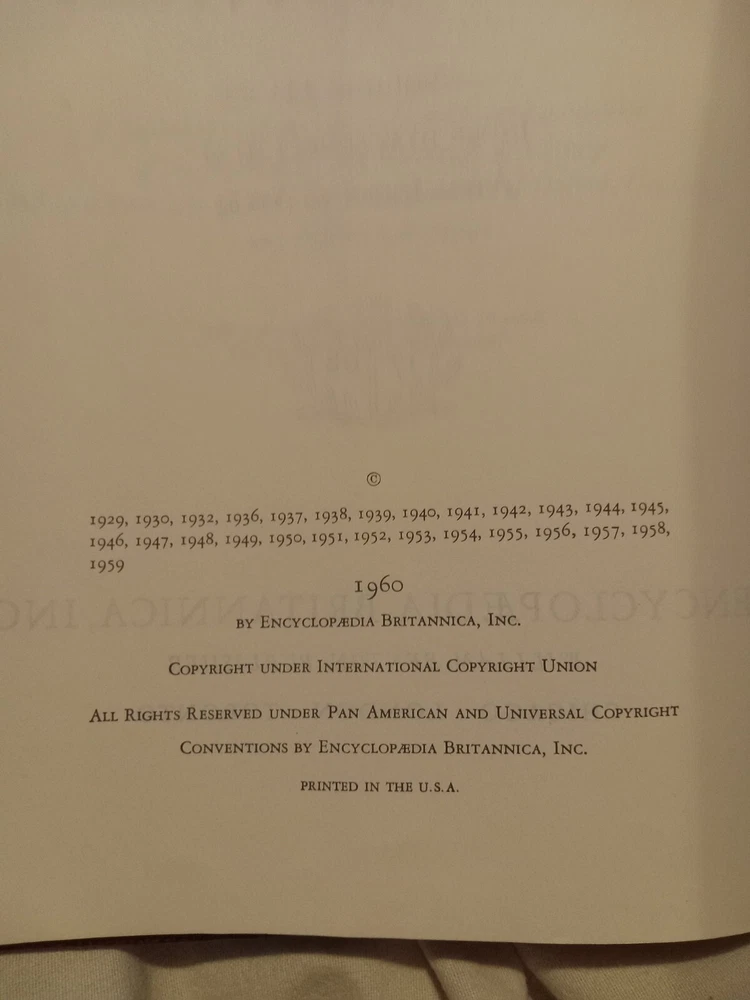 ©
1929, 1930, 1932, 1936, 1937, 1938, 1939, 1940, 1941, 1942, 1943, 1944, 1945,
1946, 1947, 1948, 1949, 1950, 1951, 1952, 1953, 1954, 1955, 1956, 1957, 1958,
1959
1960
BY ENCYCLOPÆDIA BRITANNICA, INC.
COPYRIGHT UNDER INTERNATIONAL COPYRIGHT UNION
ALL RIGHTS RESERVED UNDER PAN AMERICAN AND UNIVERSAL COPYRIGHT
CONVENTIONS BY ENCYCLOPÆDIA BRITANNICA, INC.
PRINTED IN THE U.S.A.